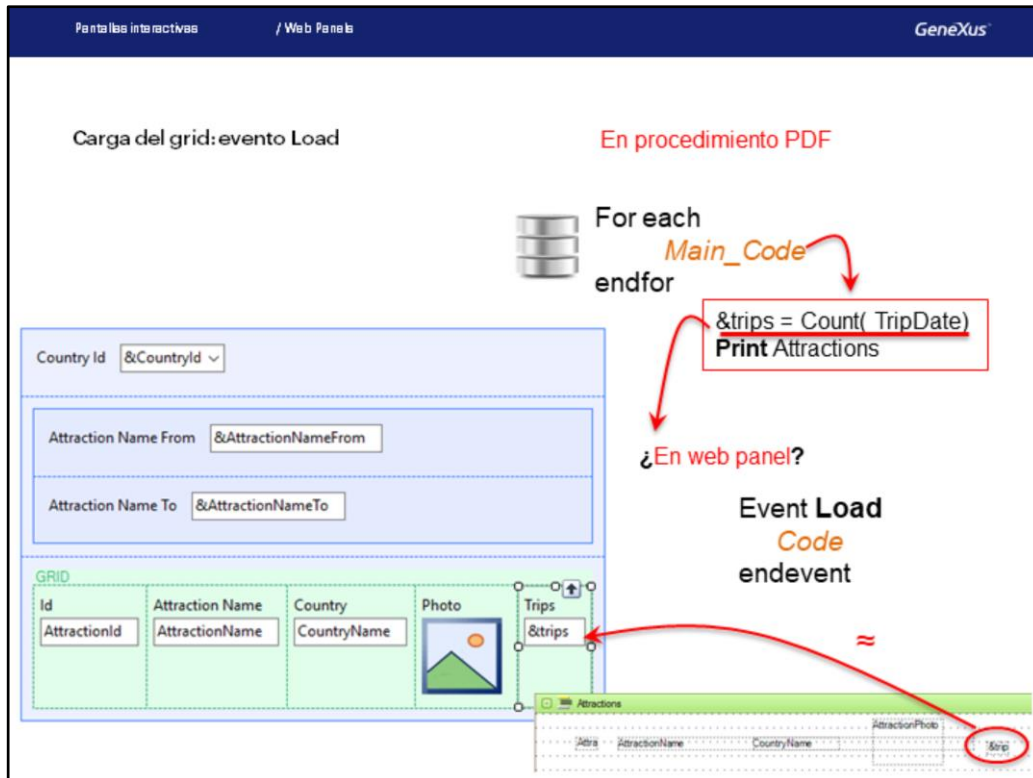 Pantallas interactivas / Web Panels GeneXus
Carga del grid: evento Load
En procedimiento PDF
For each
Main_Code
endfor
&trips = Count( TripDate)
Print Attractions
¿En web panel?
Event Load
Code
endevent
≈
Country Id &CountryId
Attraction Name From &AttractionNameFrom
Attraction Name To &AttractionNameTo
GRID
Id Attraction Name Country Photo Trips
AttractionId AttractionName CountryName &trips
Attractions
AttractionPhoto
Attra AttractionName CountryName &trip